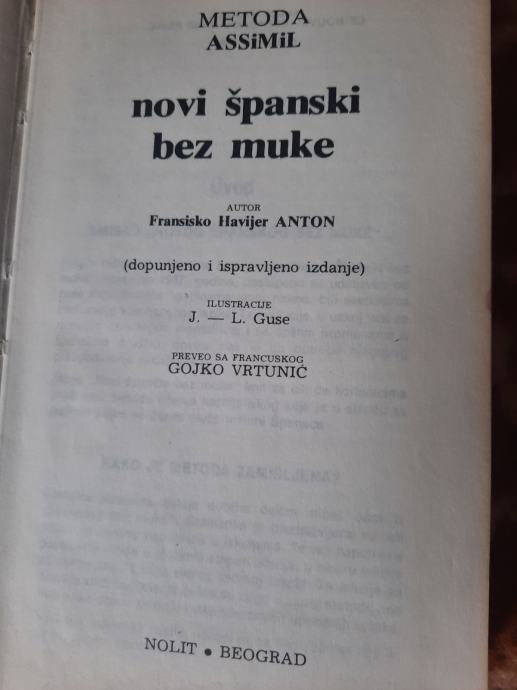 METODA
ASSiMiL
novi španski
bez muke
AUTOR
Fransisko Havijer ANTON
(dopunjeno i ispravljeno izdanje)
ILUSTRACIJE
J. — L. Guse
PREVEO SA FRANCUSKOG
GOJKO VRTUNIĆ
NOLIT • BEOGRAD